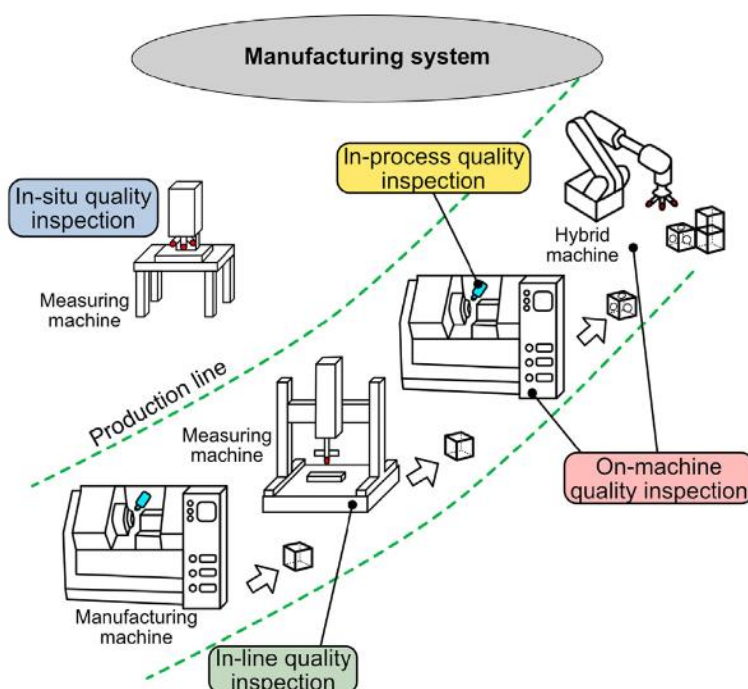 Manufacturing system
In-process quality
inspection
In-situ quality
inspection
Hybrid
machine
Measuring
machine
Production line
Measuring
machine
On-machine
quality inspection
Manufacturing
machine
In-line quality
inspection